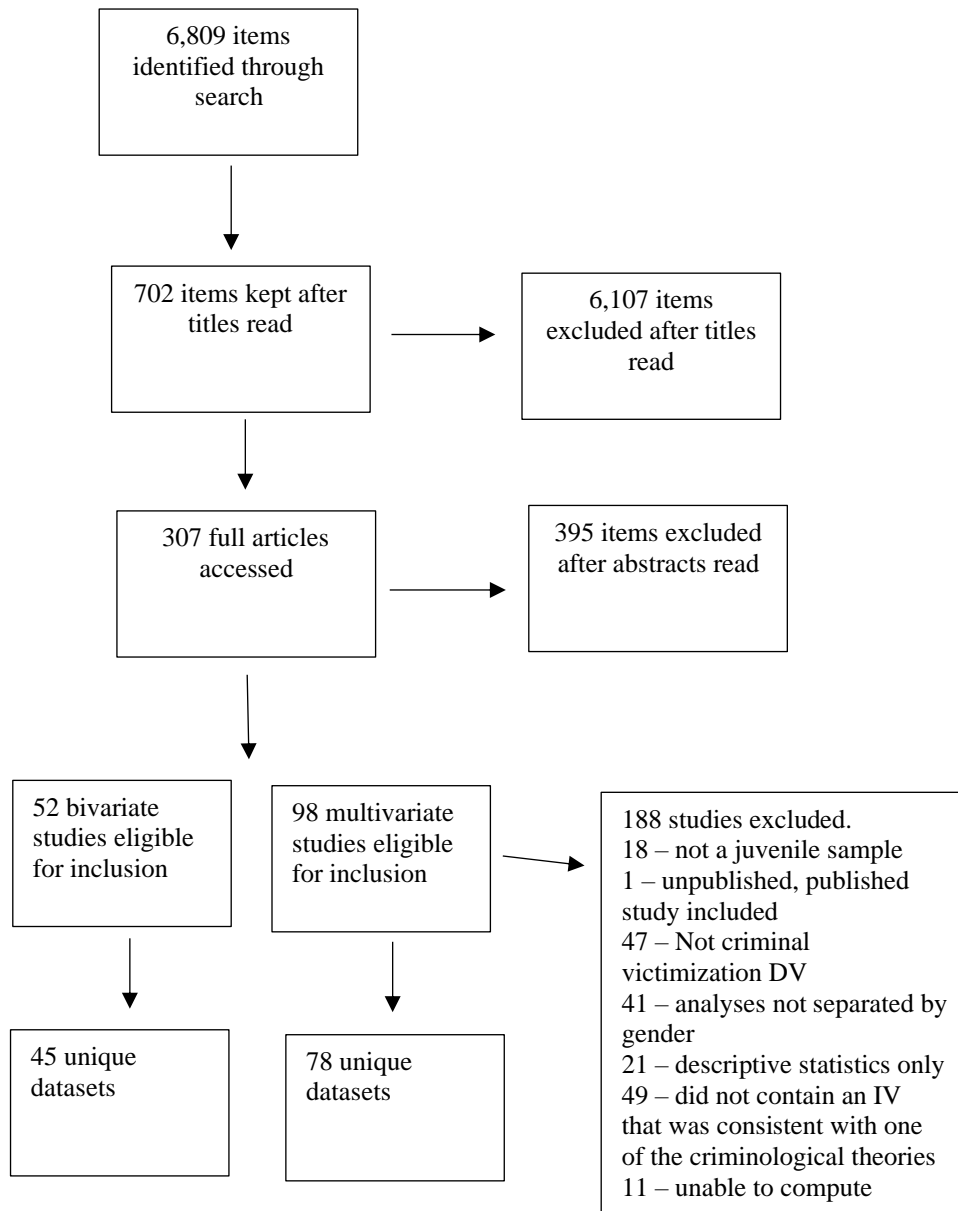 6,809 items
identified through
search
702 items kept after
titles read
6,107 items
excluded after titles
read
307 full articles
accessed
395 items excluded
after abstracts read
52 bivariate
studies eligible
for inclusion
98 multivariate
studies eligible
for inclusion
188 studies excluded.
18 – not a juvenile sample
1 – unpublished, published
study included
47 – Not criminal
victimization DV
41 – analyses not separated by
gender
21 – descriptive statistics only
49 – did not contain an IV
that was consistent with one
of the criminological theories
11 – unable to compute
45 unique
datasets
78 unique
datasets